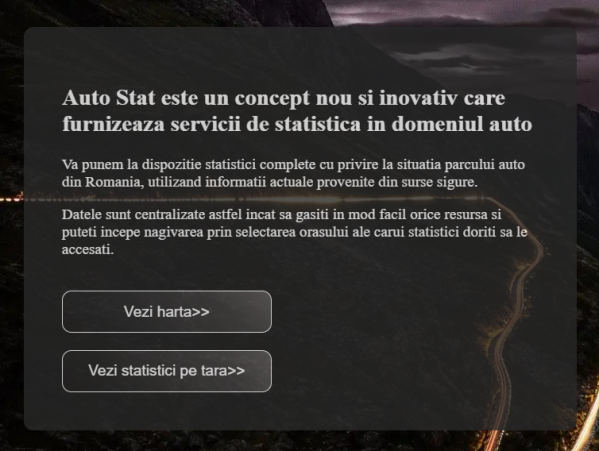 Auto Stat este un concept nou si inovativ care
furnizeaza servicii de statistica in domeniul auto
Va punem la dispozitie statistici complete cu privire la situatia parcului auto
din Romania, utilizand informatii actuale provenite din surse sigure.
Datele sunt centralizate astfel incat sa gasiti in mod facil orice resursa si
puteti incepe nagivarea prin selectarea orasului ale carui statistici doriti sa le
accesati.
Vezi harta>>
Vezi statistici pe tara>>